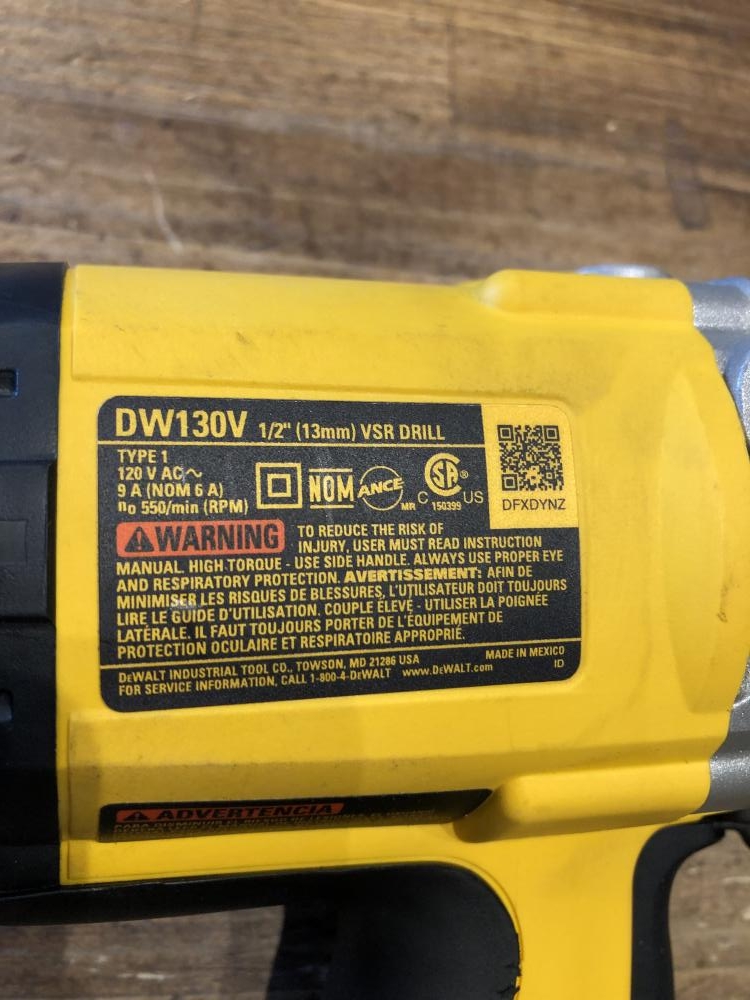 DW130V 1/2" (13mm) VSR DRILL
TYPE 1
120 V AC~
9 A (NOM 6 A)
no 550/min (RPM)
NOM
ANCE
MR
C SA ® US
150399
DFXDYNZ
WARNING TO REDUCE THE RISK OF
INJURY, USER MUST READ INSTRUCTION
MANUAL. HIGH TORQUE - USE SIDE HANDLE. ALWAYS USE PROPER EYE
AND RESPIRATORY PROTECTION. AVERTISSEMENT: AFIN DE
MINIMISER LES RISQUES DE BLESSURES, L'UTILISATEUR DOIT TOUJOURS
LIRE LE GUIDE D'UTILISATION. COUPLE ÉLEVÉ - UTILISER LA POIGNÉE
LATÉRALE. IL FAUT TOUJOURS PORTER DE L'ÉQUIPEMENT DE
PROTECTION OCULAIRE ET RESPIRATOIRE APPROPRIÉ.
DEWALT INDUSTRIAL TOOL CO., TOWSON, MD 21286 USA
FOR SERVICE INFORMATION, CALL 1-800-4-DEWALT www.DEWALT.com
MADE IN MEXICO
ID
ADVERTENCIA